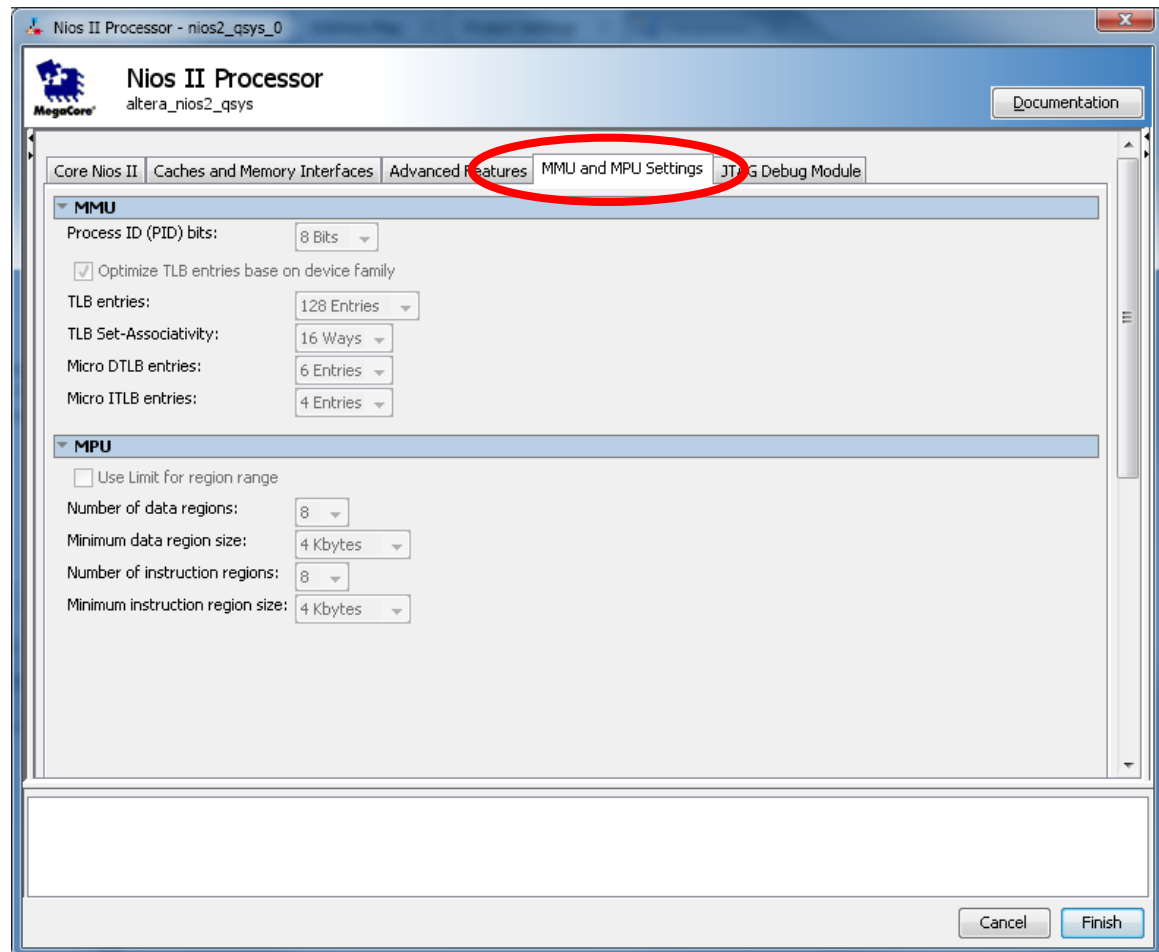 Nios II Processor - nios2_qsys_0
Nios II Processor
MegaCore®
altera_nios2_qsys
Documentation
Core Nios II Caches and Memory Interfaces Advanced Features MMU and MPU Settings JTAG Debug Module
MMU
Process ID (PID) bits: 8 Bits
Optimize TLB entries base on device family
TLB entries: 128 Entries
TLB Set-Associativity: 16 Ways
Micro DTLB entries: 6 Entries
Micro ITLB entries: 4 Entries
MPU
Use Limit for region range
Number of data regions: 8
Minimum data region size: 4 Kbytes
Number of instruction regions: 8
Minimum instruction region size: 4 Kbytes
Cancel Finish